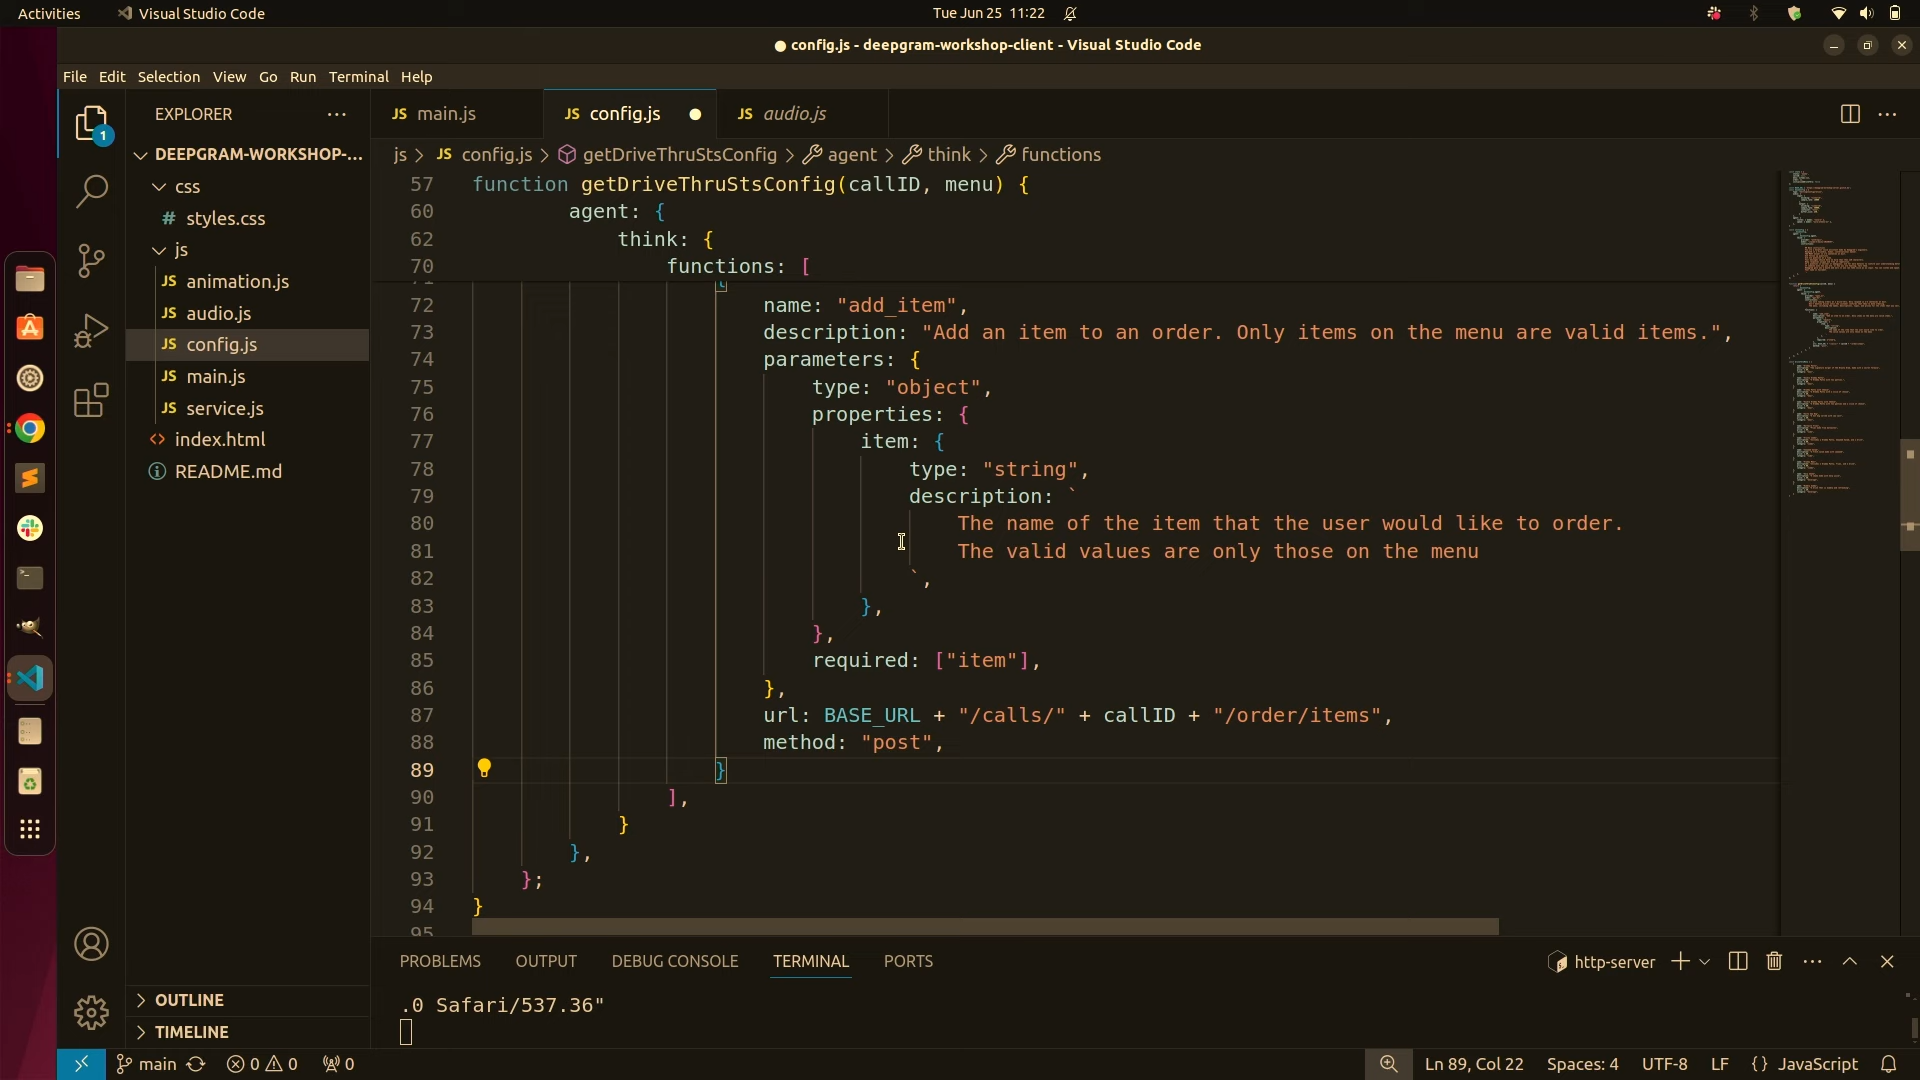 Activities
Visual Studio Code
Tue Jun 25 11:22
config.js - deepgram-workshop-client - Visual Studio Code
File Edit Selection View Go Run Terminal Help
EXPLORER
JS main.js
JS config.js
JS audio.js
1
DEEPGRAM-WORKSHOP-...
css
# styles.css
js
JS animation.js
JS audio.js
JS config.js
JS main.js
JS service.js
<> index.html
README.md
OUTLINE
TIMELINE
js > JS config.js > getDriveThruStsConfig > agent > think > functions
57 function getDriveThruStsConfig(callID, menu) {
60 agent: {
62 think: {
70 functions: [
71 {
72 name: "add_item",
73 description: "Add an item to an order. Only items on the menu are valid items.",
74 parameters: {
75 type: "object",
76 properties: {
77 item: {
78 type: "string",
79 description: `
80 The name of the item that the user would like to order.
81 The valid values are only those on the menu
82 `,
83 },
84 },
85 required: ["item"],
86 },
87 url: BASE_URL + "/calls/" + callID + "/order/items",
88 method: "post",
89 }
90 ],
91 }
92 },
93 };
94 }
95
PROBLEMS OUTPUT DEBUG CONSOLE TERMINAL PORTS
http-server
.0 Safari/537.36"
main
0 0
0
Ln 89, Col 22
Spaces: 4
UTF-8
LF
{ } JavaScript